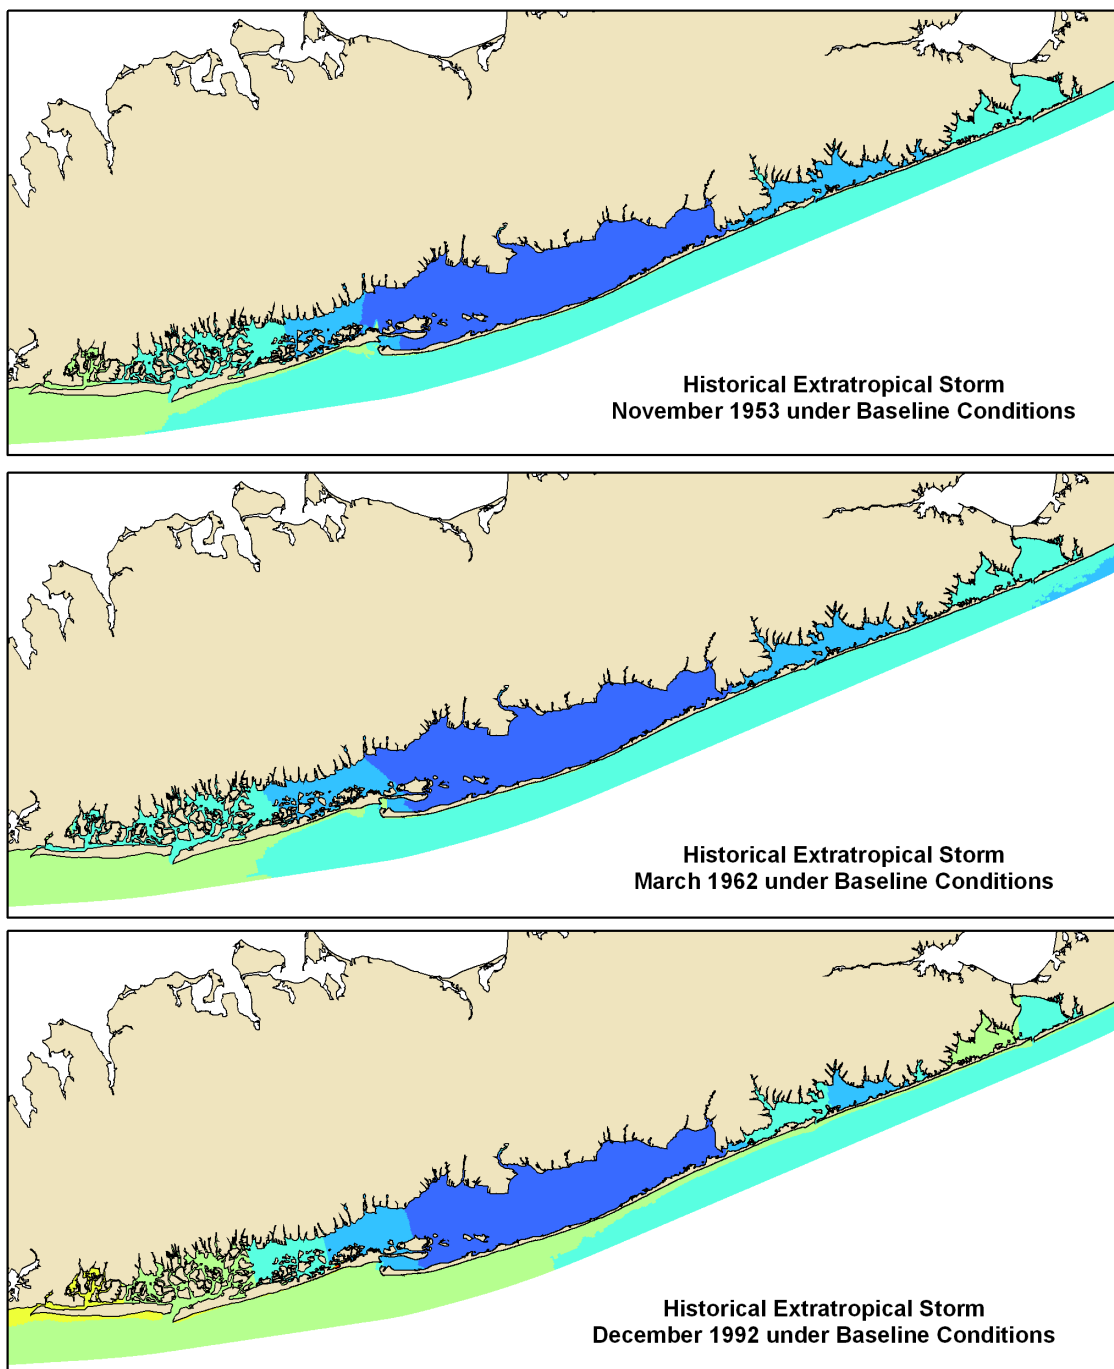 Historical Extratropical Storm
November 1953 under Baseline Conditions
Historical Extratropical Storm
March 1962 under Baseline Conditions
Historical Extratropical Storm
December 1992 under Baseline Conditions